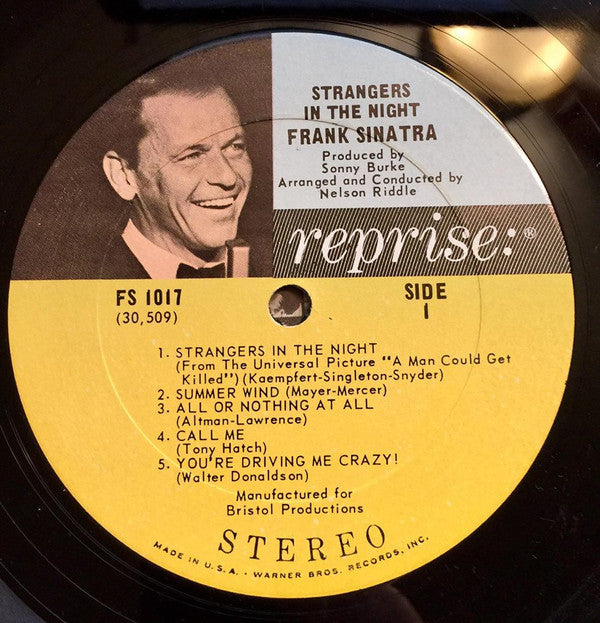 STRANGERS
IN THE NIGHT
FRANK SINATRA
Produced by
Sonny Burke
Arranged and Conducted by
Nelson Riddle
reprise:®
FS 1017
(30,509)
SIDE
1
1. STRANGERS IN THE NIGHT
(From The Universal Picture "A Man Could Get
Killed") (Kaempfert-Singleton-Snyder)
2. SUMMER WIND (Mayer-Mercer)
3. ALL OR NOTHING AT ALL
(Altman-Lawrence)
4. CALL ME
(Tony Hatch)
5. YOU'RE DRIVING ME CRAZY!
(Walter Donaldson)
Manufactured for
Bristol Productions
STEREO
MADE IN U.S.A. · WARNER BROS. RECORDS, INC.